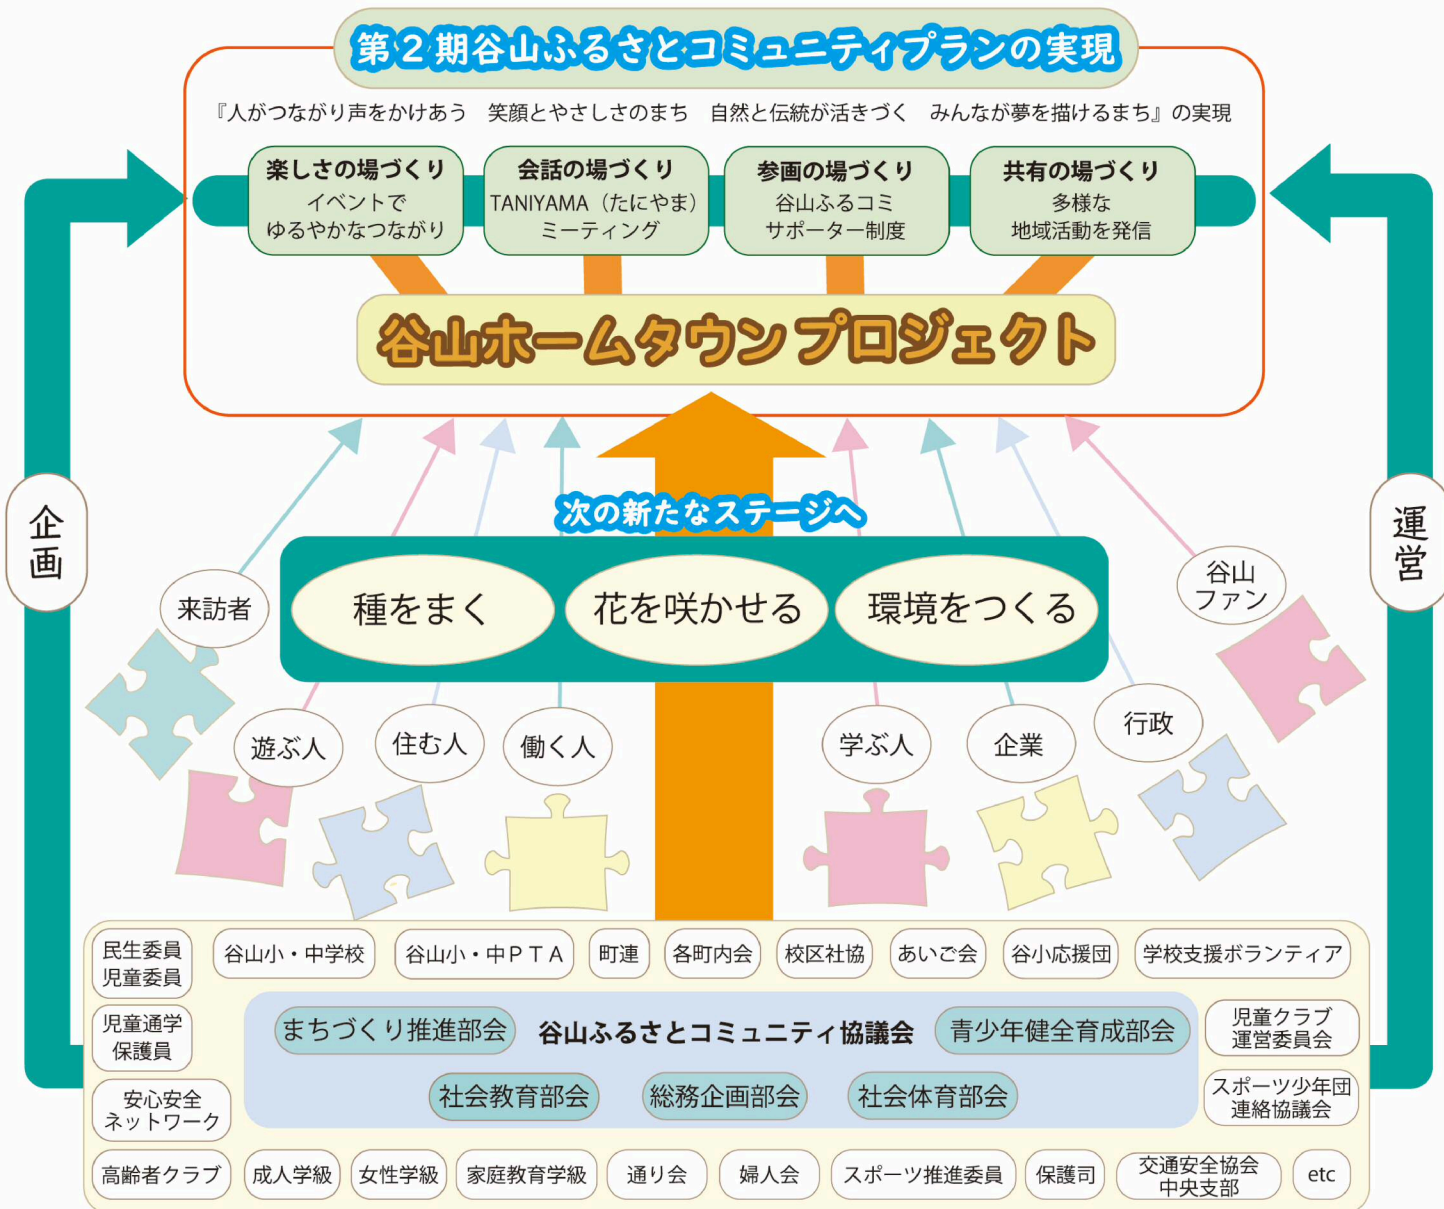 第２期谷山ふるさとコミュニティプランの実現
『人がつながり声をかけあう　笑顔とやさしさのまち　自然と伝統が活きづく　みんなが夢を描けるまち』の実現
楽しさの場づくり
イベントで
ゆるやかなつながり
会話の場づくり
TANIYAMA（たにやま）
ミーティング
参画の場づくり
谷山ふるコミ
サポーター制度
共有の場づくり
多様な
地域活動を発信
谷山ホームタウンプロジェクト
企画
運営
次の新たなステージへ
種をまく
花を咲かせる
環境をつくる
来訪者
遊ぶ人
住む人
働く人
学ぶ人
企業
行政
谷山
ファン
民生委員
児童委員
谷山小・中学校
谷山小・中ＰＴＡ
町連
各町内会
校区社協
あいご会
谷小応援団
学校支援ボランティア
児童通学
保護員
まちづくり推進部会
谷山ふるさとコミュニティ協議会
青少年健全育成部会
児童クラブ
運営委員会
安心安全
ネットワーク
社会教育部会
総務企画部会
社会体育部会
スポーツ少年団
連絡協議会
高齢者クラブ
成人学級
女性学級
家庭教育学級
通り会
婦人会
スポーツ推進委員
保護司
交通安全協会
中央支部
etc